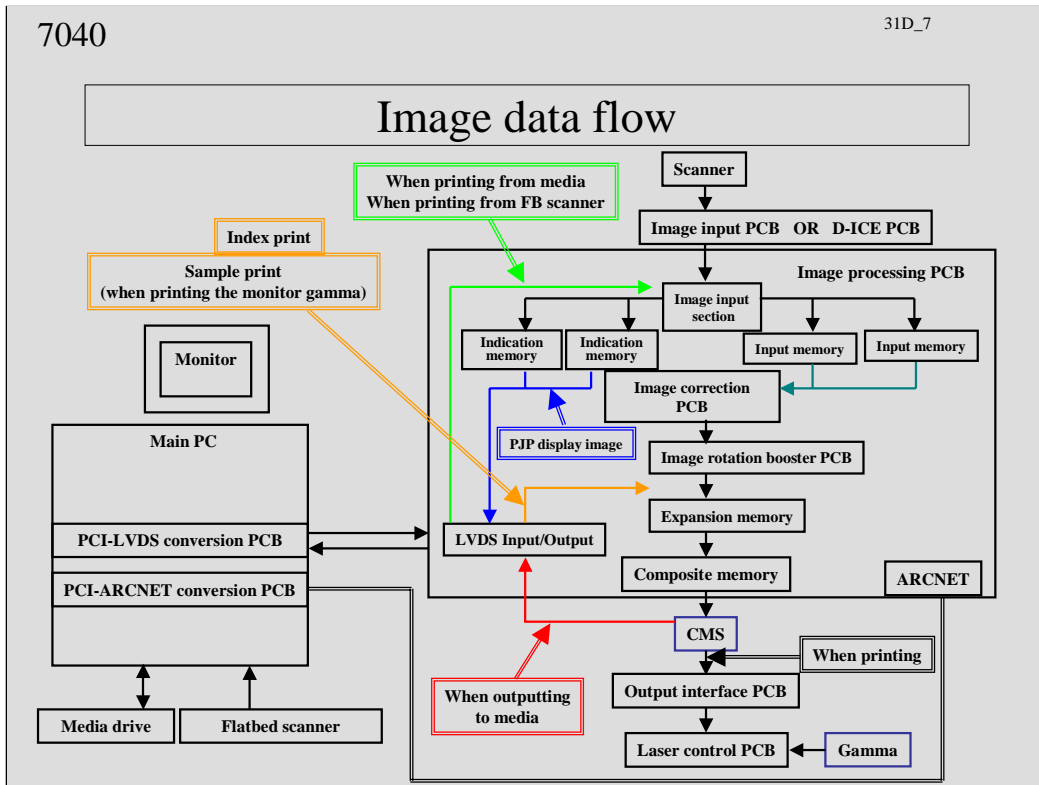 7040
31D_7
Image data flow
Scanner
When printing from media
When printing from FB scanner
Image input PCB OR D-ICE PCB
Index print
Sample print
(when printing the monitor gamma)
Image processing PCB
Image input
section
Indication
memory
Indication
memory
Input memory
Input memory
Monitor
Image correction
PCB
Main PC
PJP display image
Image rotation booster PCB
Expansion memory
PCI-LVDS conversion PCB
LVDS Input/Output
Composite memory
ARCNET
PCI-ARCNET conversion PCB
CMS
When printing
When outputting
to media
Output interface PCB
Media drive
Flatbed scanner
Laser control PCB
Gamma